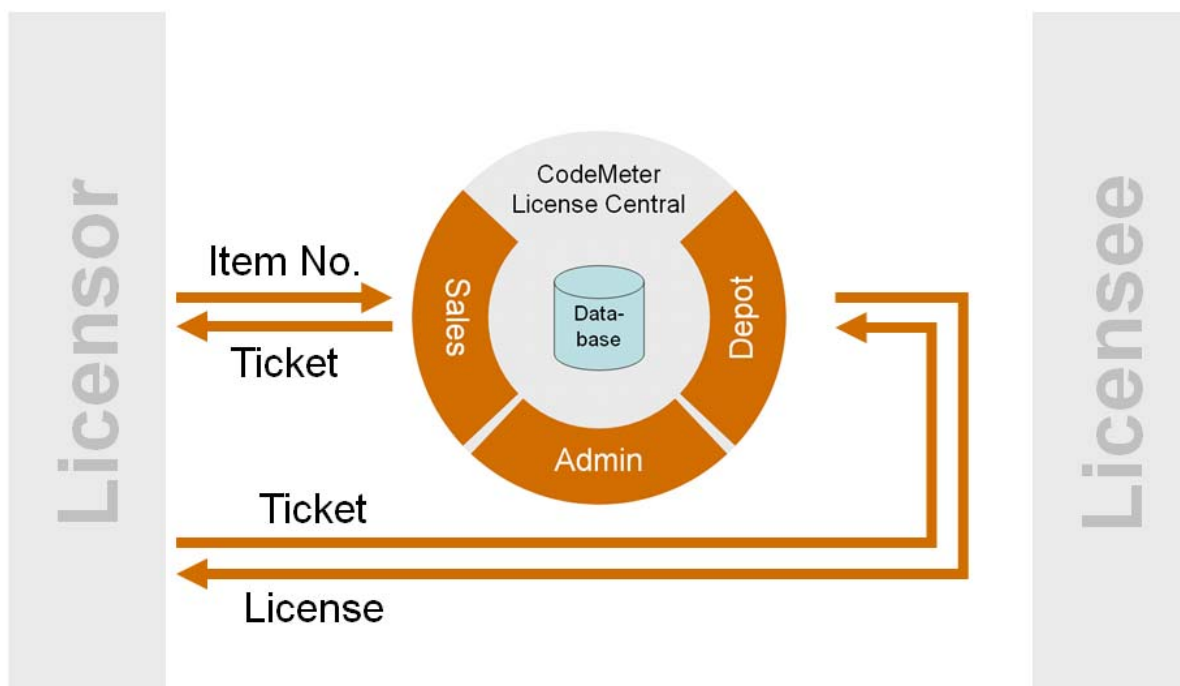 Licensor
Item No.
Ticket
CodeMeter
License Central
Sales
Data-
base
Depot
Admin
Ticket
License
Licensee